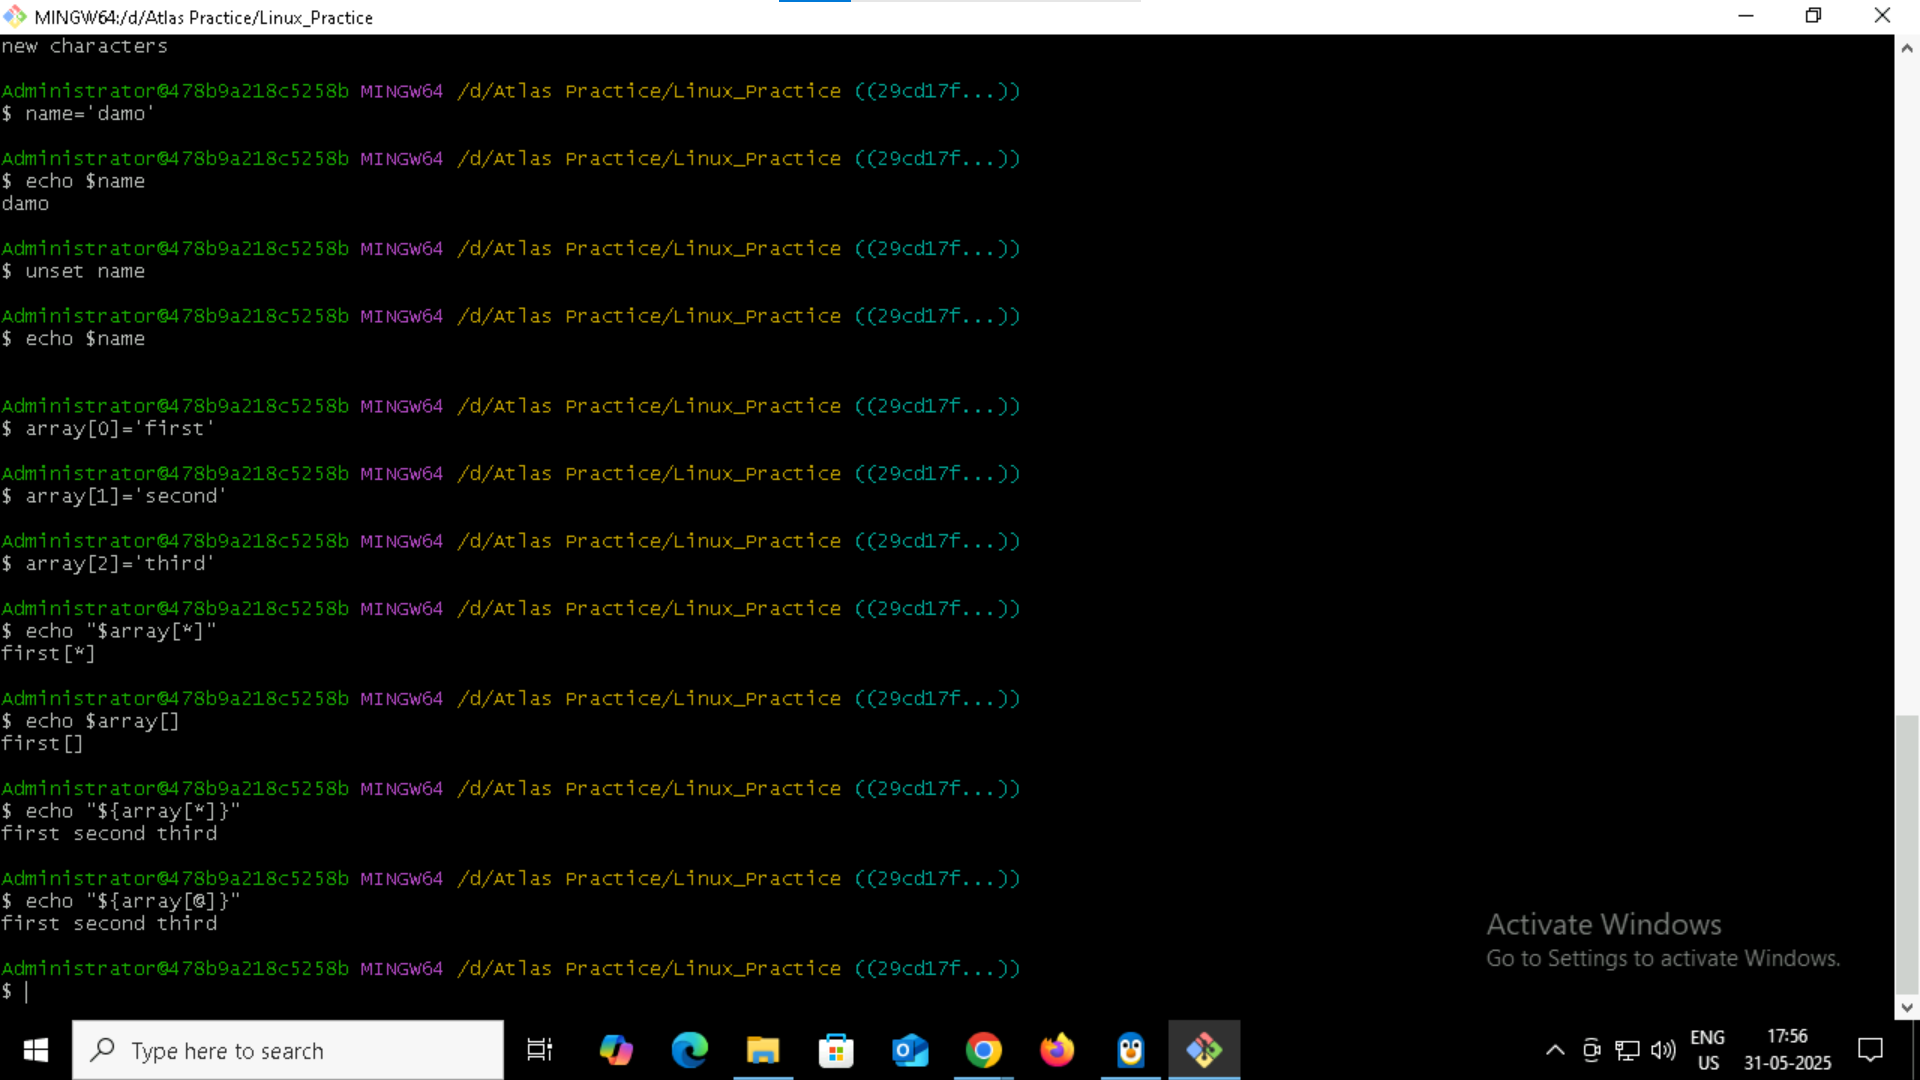 MINGW64:/d/Atlas Practice/Linux_Practice
new characters
Administrator@478b9a218c5258b MINGW64 /d/Atlas Practice/Linux_Practice ((29cd17f...))
$ name='damo'
Administrator@478b9a218c5258b MINGW64 /d/Atlas Practice/Linux_Practice ((29cd17f...))
$ echo $name
damo
Administrator@478b9a218c5258b MINGW64 /d/Atlas Practice/Linux_Practice ((29cd17f...))
$ unset name
Administrator@478b9a218c5258b MINGW64 /d/Atlas Practice/Linux_Practice ((29cd17f...))
$ echo $name
Administrator@478b9a218c5258b MINGW64 /d/Atlas Practice/Linux_Practice ((29cd17f...))
$ array[0]='first'
Administrator@478b9a218c5258b MINGW64 /d/Atlas Practice/Linux_Practice ((29cd17f...))
$ array[1]='second'
Administrator@478b9a218c5258b MINGW64 /d/Atlas Practice/Linux_Practice ((29cd17f...))
$ array[2]='third'
Administrator@478b9a218c5258b MINGW64 /d/Atlas Practice/Linux_Practice ((29cd17f...))
$ echo "$array[*]"
first[*]
Administrator@478b9a218c5258b MINGW64 /d/Atlas Practice/Linux_Practice ((29cd17f...))
$ echo $array[]
first[]
Administrator@478b9a218c5258b MINGW64 /d/Atlas Practice/Linux_Practice ((29cd17f...))
$ echo "${array[*]}"
first second third
Administrator@478b9a218c5258b MINGW64 /d/Atlas Practice/Linux_Practice ((29cd17f...))
$ echo "${array[@]}"
first second third
Administrator@478b9a218c5258b MINGW64 /d/Atlas Practice/Linux_Practice ((29cd17f...))
$
Activate Windows
Go to Settings to activate Windows.
Type here to search
ENG
US
17:56
31-05-2025